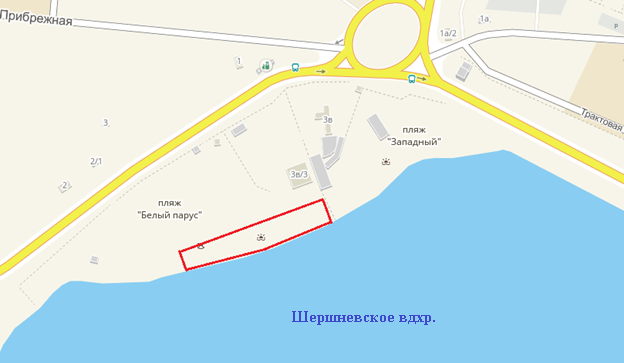 Прибрежная
1а
1а/2
1
3
3в
Трактовая
пляж
"Западный"
2/1
3в/3
2
пляж
"Белый парус"
Шершневское вдхр.